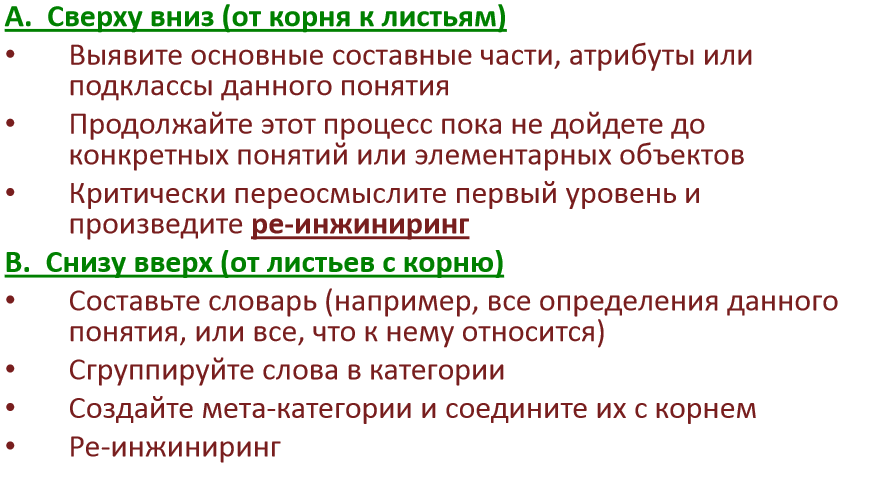 A. Сверху вниз (от корня к листьям)
• Выявите основные составные части, атрибуты или
подклассы данного понятия
• Продолжайте этот процесс пока не дойдете до
конкретных понятий или элементарных объектов
• Критически переосмыслите первый уровень и
произведите ре-инжиниринг
B. Снизу вверх (от листьев с корню)
• Составьте словарь (например, все определения данного
понятия, или все, что к нему относится)
• Сгруппируйте слова в категории
• Создайте мета-категории и соедините их с корнем
• Ре-инжиниринг